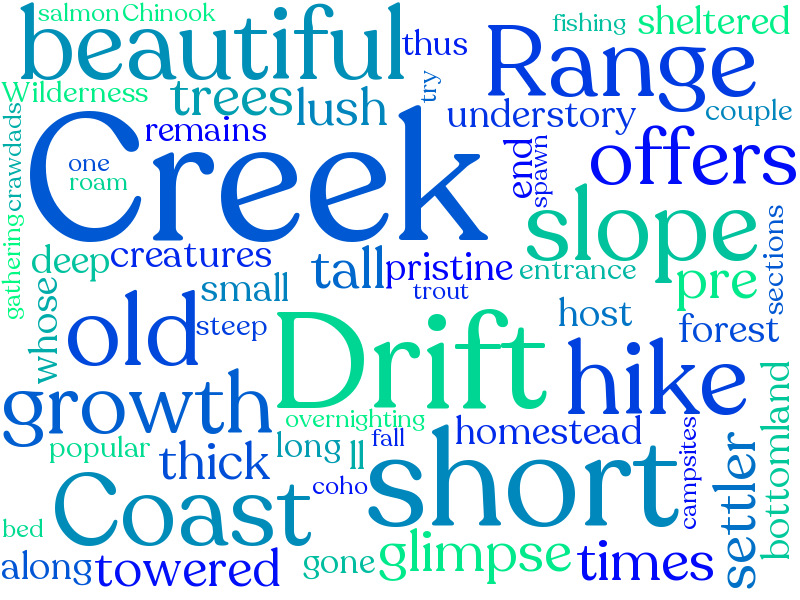 salmon
Chinook
fishing
sheltered
beautiful
thus
Range
Wilderness
trees
lush
try
understory
couple
crawdads
remains
Creek
one
roam
end
spawn
offers
slope
gathering
deep
creatures
tall
pristine
entrance
sections
small
trout
pre
whose
old
steep
host
forest
Drift
hike
growth
overnighting
popular
thick
long
ll
fall
homestead
campsites
settler
bottomland
Coast
coho
short
bed
along
towered
gone
glimpse
times